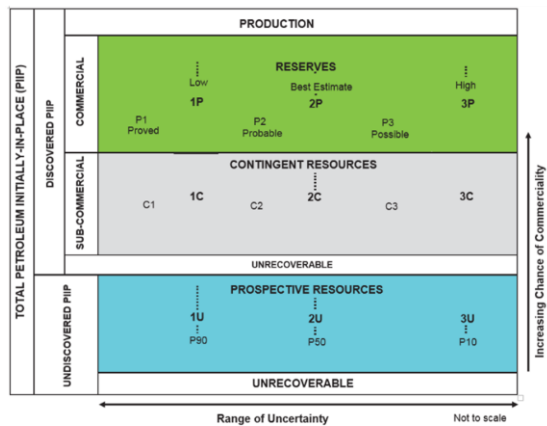 TOTAL PETROLEUM INITIALLY-IN-PLACE (PIIP)
DISCOVERED PIIP
UNDISCOVERED PIIP
COMMERCIAL
SUB-COMMERCIAL
PRODUCTION
RESERVES
Low
Best Estimate
High
1P
2P
3P
P1
Proved
P2
Probable
P3
Possible
CONTINGENT RESOURCES
1C
2C
3C
C1
C2
C3
UNRECOVERABLE
PROSPECTIVE RESOURCES
1U
2U
3U
P90
P50
P10
UNRECOVERABLE
Increasing Chance of Commerciality
Range of Uncertainty
Not to scale